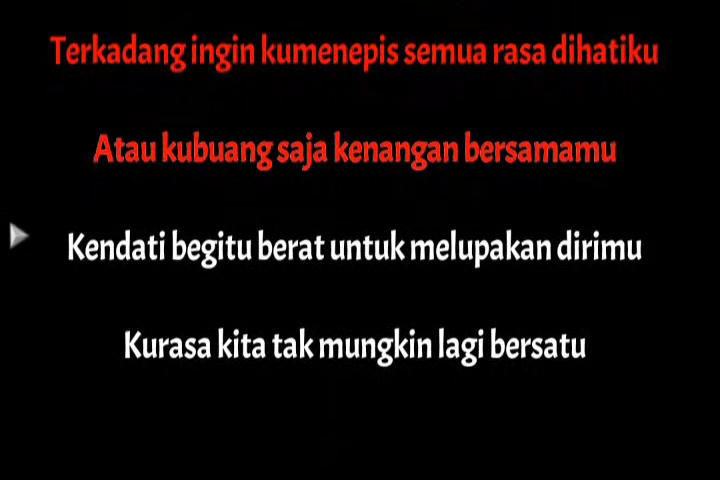 Terkadang ingin kumenepis semua rasa dihatiku
Atau kubuang saja kenangan bersamamu
Kendati begitu berat untuk melupakan dirimu
Kurasa kita tak mungkin lagi bersatu